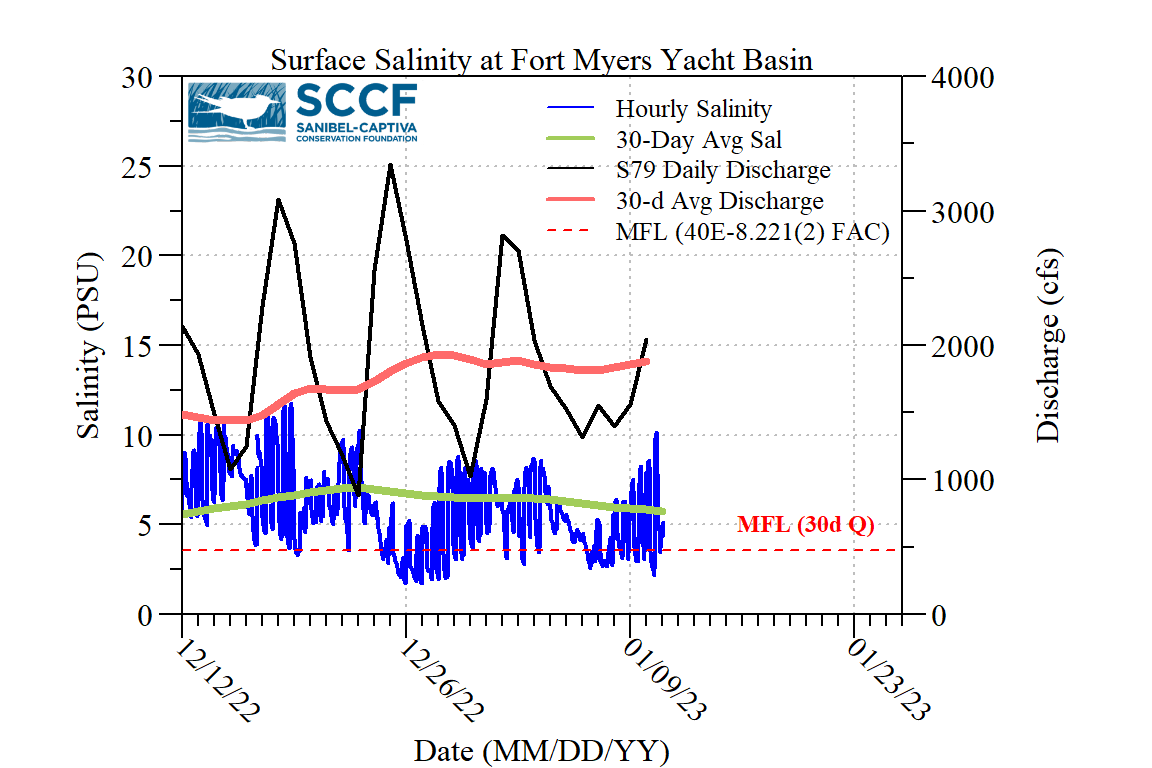 Surface Salinity at Fort Myers Yacht Basin
SCCF
SANIBEL-CAPTIVA
CONSERVATION FOUNDATION
Hourly Salinity
30-Day Avg Sal
S79 Daily Discharge
30-d Avg Discharge
MFL (40E-8.221(2) FAC)
Salinity (PSU)
30
25
20
15
10
5
0
Discharge (cfs)
4000
3000
2000
1000
0
MFL (30d Q)
12/12/22
12/26/22
01/09/23
01/23/23
Date (MM/DD/YY)